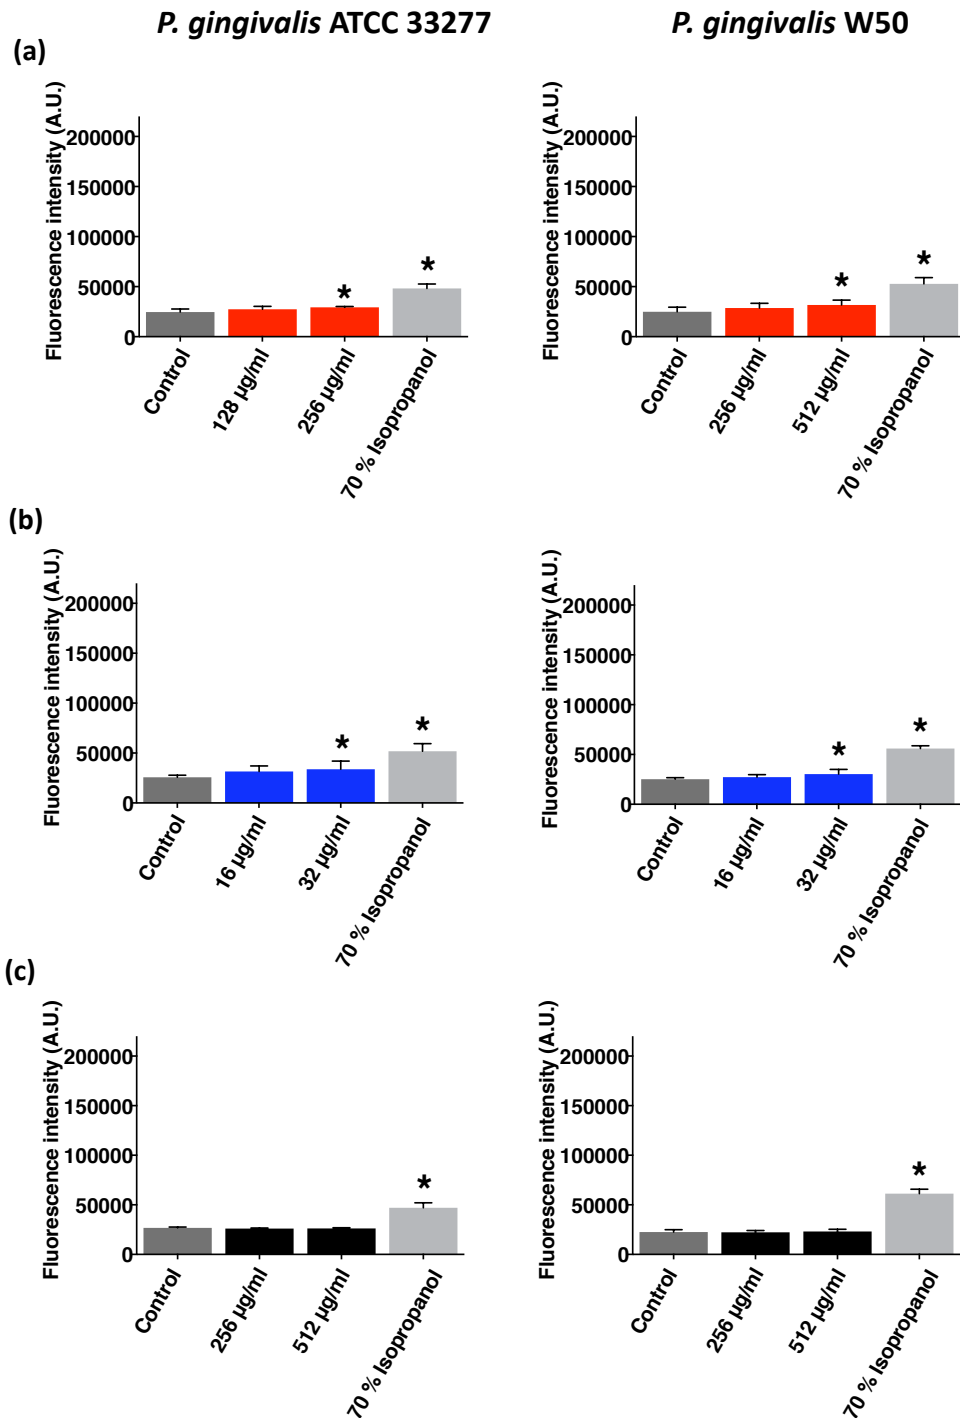 P. gingivalis ATCC 33277
P. gingivalis W50
(a)
Fluorescence intensity (A.U.)
200000
150000
100000
50000
0
*
*
Control
128 µg/ml
256 µg/ml
70 % Isopropanol
Fluorescence intensity (A.U.)
200000
150000
100000
50000
0
*
*
Control
256 µg/ml
512 µg/ml
70 % Isopropanol
(b)
Fluorescence intensity (A.U.)
200000
150000
100000
50000
0
*
*
Control
16 µg/ml
32 µg/ml
70 % Isopropanol
Fluorescence intensity (A.U.)
200000
150000
100000
50000
0
*
*
Control
16 µg/ml
32 µg/ml
70 % Isopropanol
(c)
Fluorescence intensity (A.U.)
200000
150000
100000
50000
0
*
Control
256 µg/ml
512 µg/ml
70 % Isopropanol
Fluorescence intensity (A.U.)
200000
150000
100000
50000
0
*
Control
256 µg/ml
512 µg/ml
70 % Isopropanol